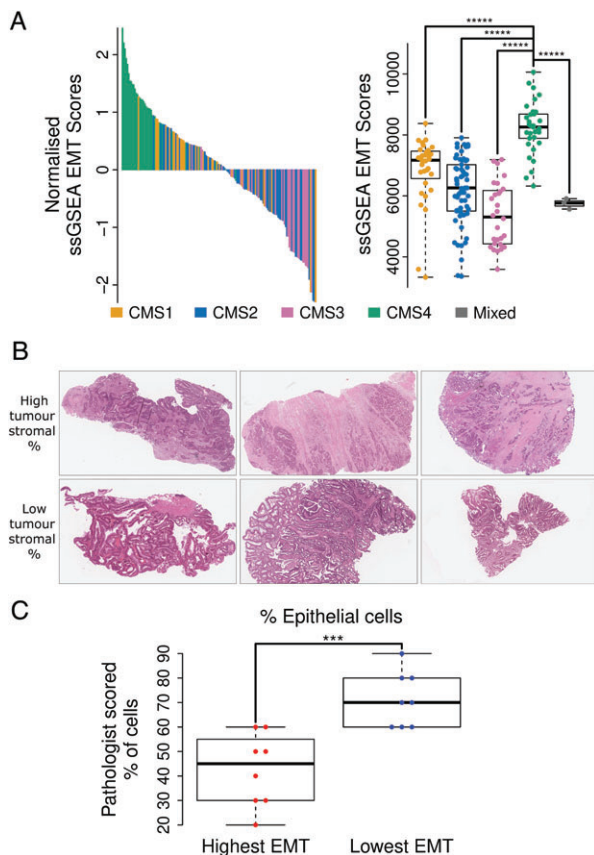 A
Normalised
ssGSEA EMT Scores
2
1
0
−1
−2
ssGSEA EMT Scores
10000
8000
6000
4000
*****
*****
*****
*****
CMS1 CMS2 CMS3 CMS4 Mixed
B
High
tumour
stromal
%
Low
tumour
stromal
%
C
% Epithelial cells
***
Pathologist scored
% of cells
90
80
70
60
50
40
30
20
Highest EMT Lowest EMT